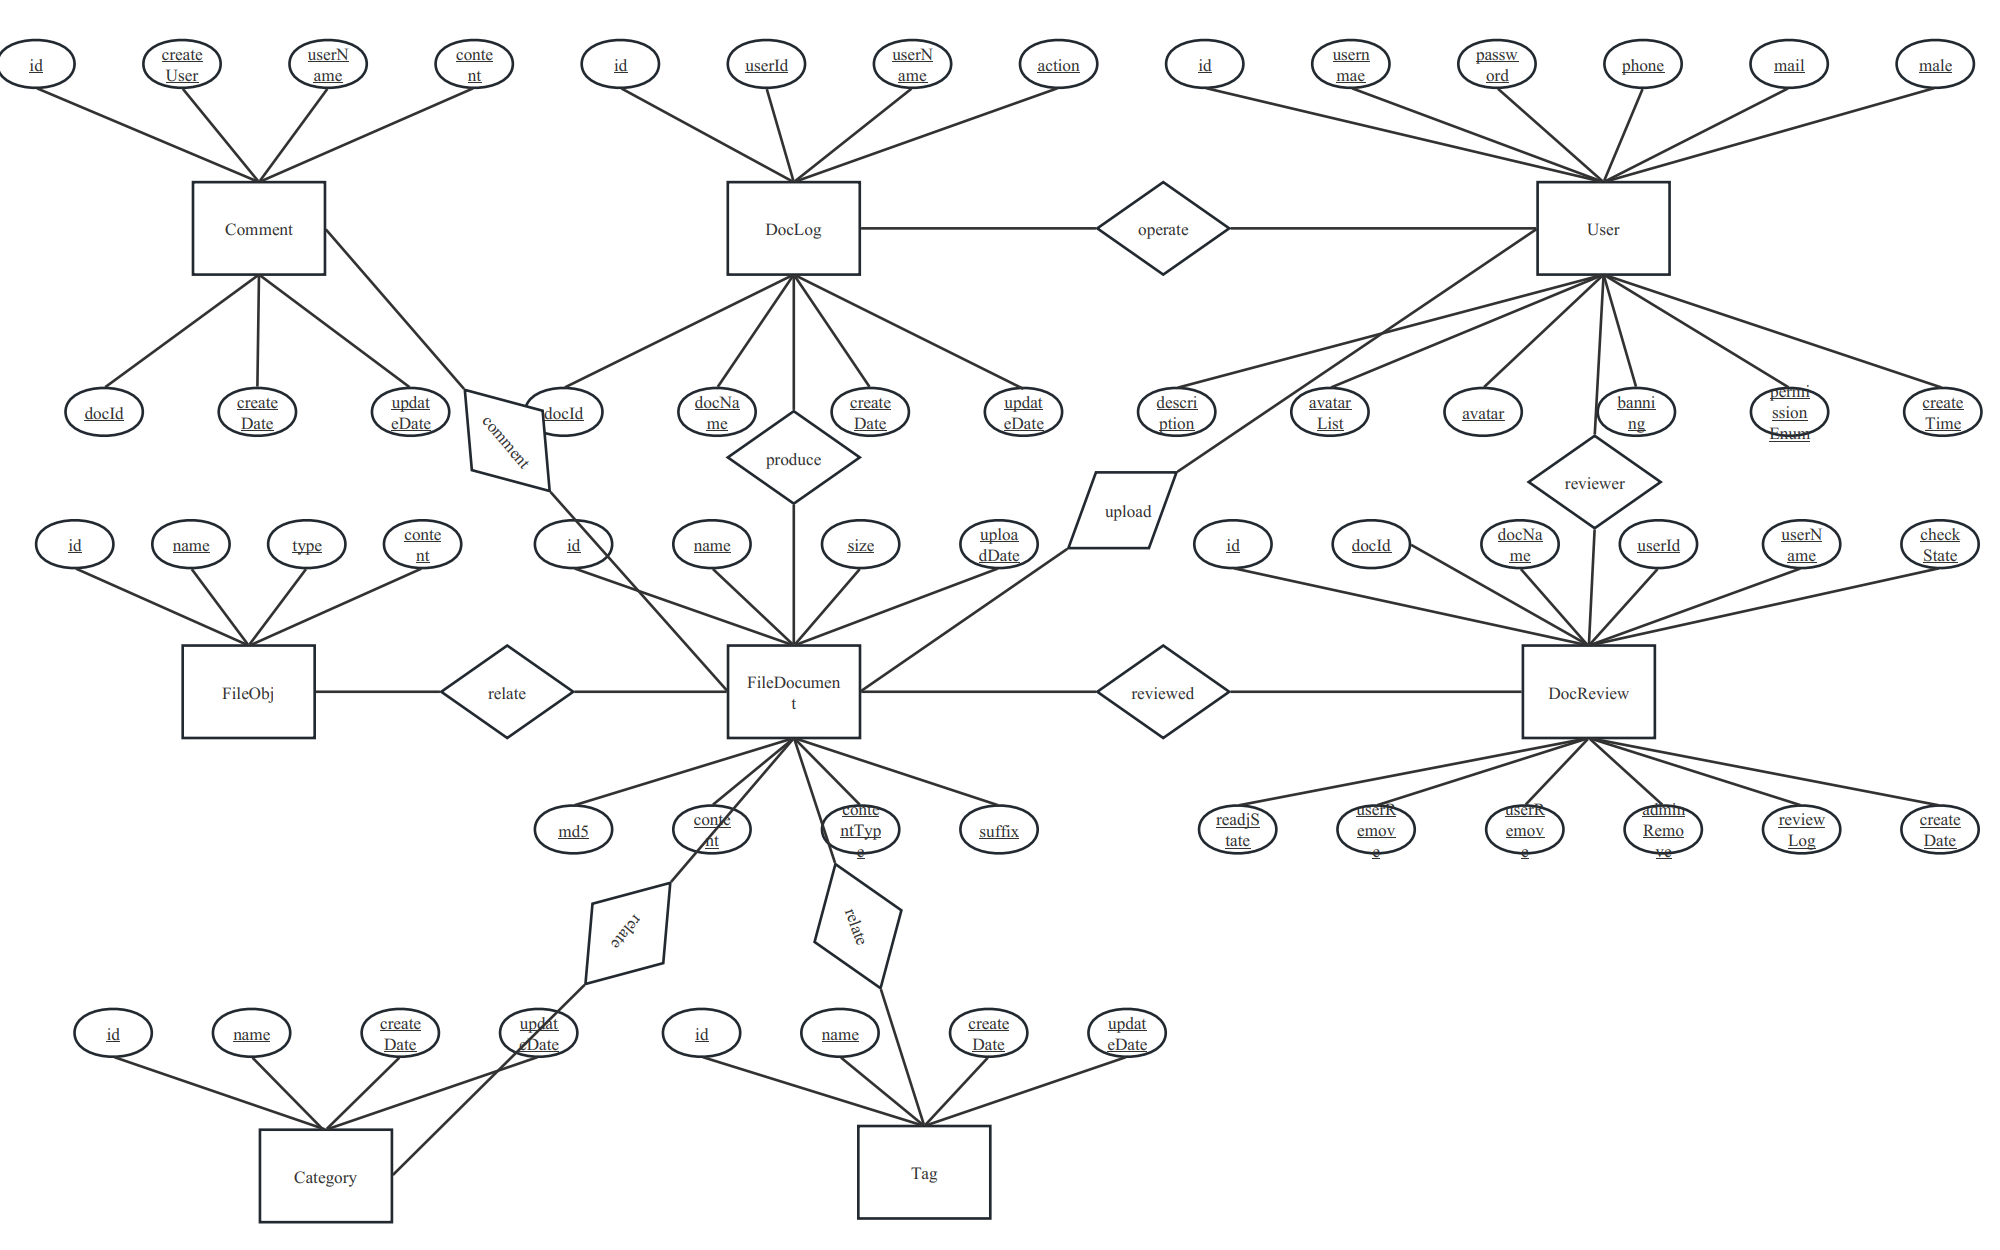 id
create
User
userN
ame
conte
nt
id
userId
userN
ame
action
id
usern
mae
passw
ord
phone
mail
male
Comment
DocLog
operate
User
docId
create
Date
updat
eDate
comment
docId
docNa
me
create
Date
updat
eDate
descri
ption
avatar
List
avatar
banni
ng
permi
ssion
Enum
create
Time
produce
reviewer
upload
id
name
type
conte
nt
id
name
size
uploa
dDate
id
docId
docNa
me
userId
userN
ame
check
State
FileObj
relate
FileDocumen
t
reviewed
DocReview
md5
conte
nt
conte
ntTyp
e
suffix
readjS
tate
userR
emov
e
userR
emov
e
admin
Remo
ve
review
Log
create
Date
relate
relate
id
name
create
Date
updat
eDate
id
name
create
Date
updat
eDate
Category
Tag